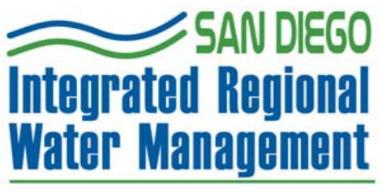 SAN DIEGO
Integrated Regional
Water Management